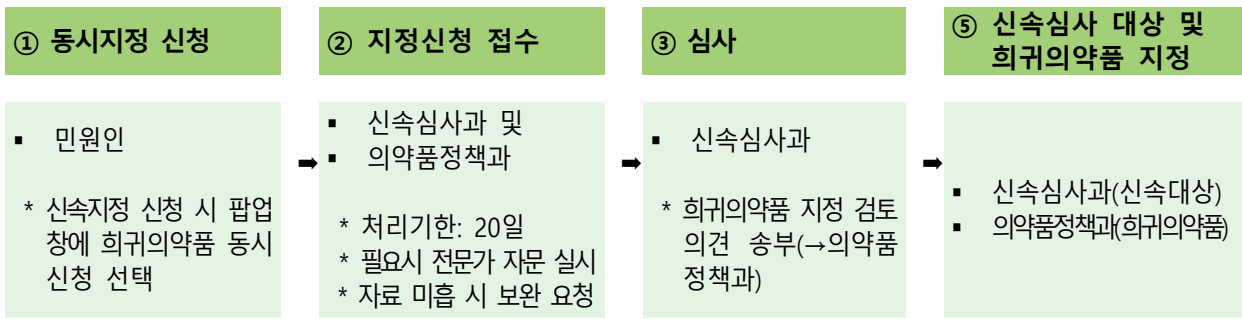 ① 동시지정 신청
② 지정신청 접수
③ 심사
⑤ 신속심사 대상 및
희귀의약품 지정
▪ 민원인
* 신속지정 신청 시 팝업
창에 희귀의약품 동시
신청 선택
➡
▪ 신속심사과 및
▪ 의약품정책과
* 처리기한: 20일
* 필요시 전문가 자문 실시
* 자료 미흡 시 보완 요청
➡
▪ 신속심사과
* 희귀의약품 지정 검토
의견 송부(→의약품
정책과)
➡
▪ 신속심사과(신속대상)
▪ 의약품정책과(희귀의약품)